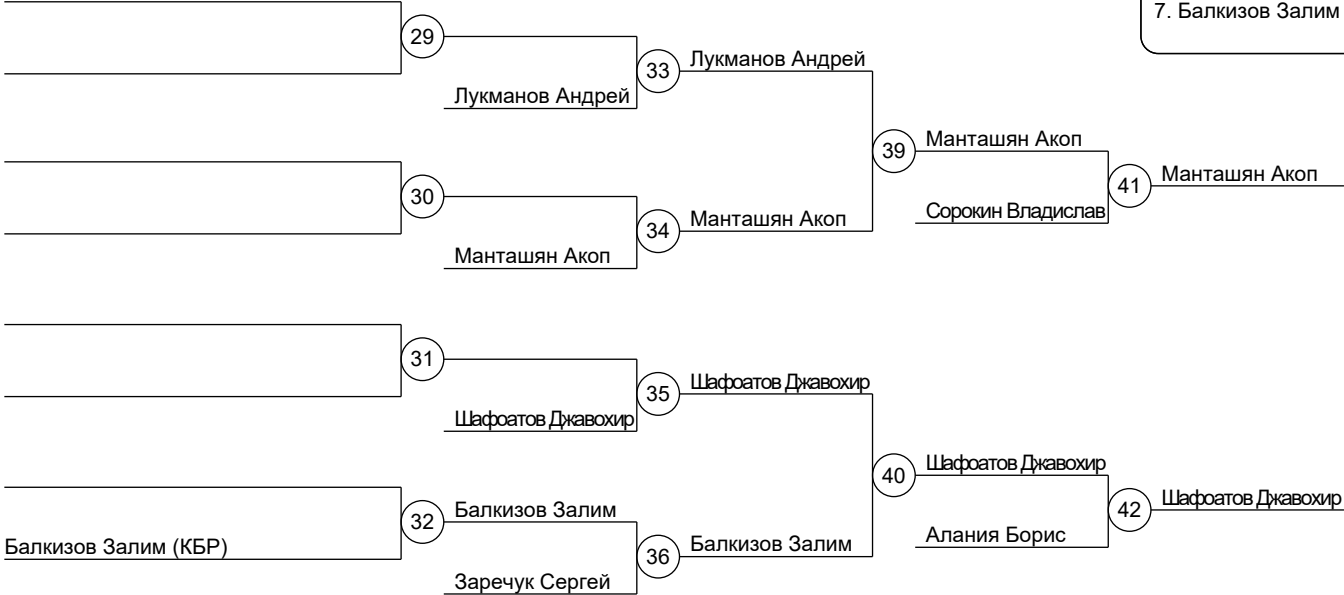 7. Балкизов Залим
29
33
Лукманов Андрей
Лукманов Андрей
39
Манташян Акоп
41
Манташян Акоп
30
34
Манташян Акоп
Сорокин Владислав
Манташян Акоп
31
35
Шафоатов Джавохир
Шафоатов Джавохир
40
Шафоатов Джавохир
42
Шафоатов Джавохир
32
Балкизов Залим
Алания Борис
Балкизов Залим (КБР)
36
Балкизов Залим
Заречук Сергей